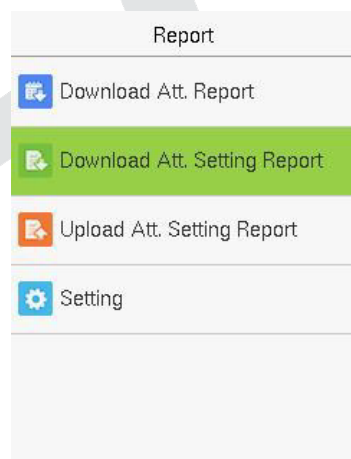 Report
Download Att. Report
Download Att. Setting Report
Upload Att. Setting Report
Setting